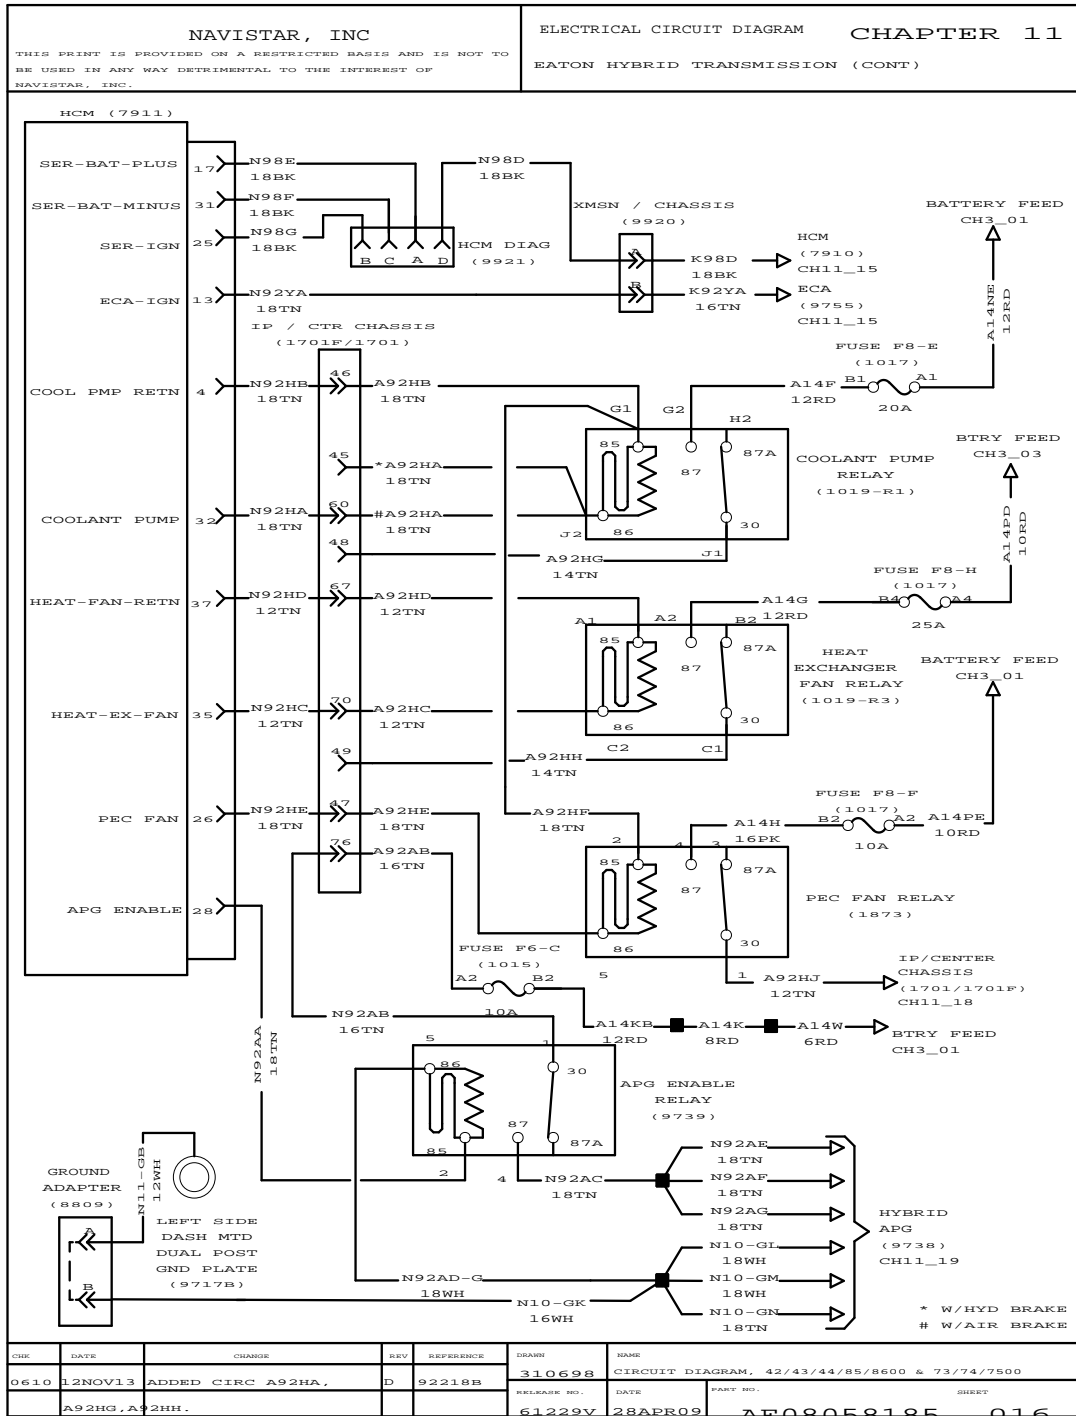 NAVISTAR, INC
THIS PRINT IS PROVIDED ON A RESTRICTED BASIS AND IS NOT TO
BE USED IN ANY WAY DETRIMENTAL TO THE INTEREST OF
NAVISTAR, INC.
ELECTRICAL CIRCUIT DIAGRAM
CHAPTER 11
EATON HYBRID TRANSMISSION (CONT)
HCM (7911)
SER-BAT-PLUS
17
N98E
18BK
N98D
18BK
SER-BAT-MINUS
31
N98F
18BK
SER-IGN
25
N98G
18BK
B C A D
HCM DIAG
(9921)
XMSN / CHASSIS
(9920)
A
K98D
18BK
HCM
(7910)
CH11_15
ECA-IGN
13
N92YA
18TN
B
K92YA
16TN
ECA
(9755)
CH11_15
BATTERY FEED
CH3_01
A14NE
12RD
IP / CTR CHASSIS
(1701F/1701)
FUSE F8-E
(1017)
COOL PMP RETN
4
N92HB
18TN
46
A92HB
18TN
A14F
12RD
B1
A1
20A
G1
G2
H2
85
87
87A
86
30
J2
J1
COOLANT PUMP
RELAY
(1019-R1)
BTRY FEED
CH3_03
A14PD
10RD
45
*A92HA
18TN
COOLANT PUMP
32
N92HA
18TN
60
#A92HA
18TN
48
A92HG
14TN
FUSE F8-H
(1017)
HEAT-FAN-RETN
37
N92HD
12TN
67
A92HD
12TN
A14G
12RD
B4
A4
25A
A1
A2
B2
85
87
87A
86
30
C2
C1
HEAT
EXCHANGER
FAN RELAY
(1019-R3)
BATTERY FEED
CH3_01
HEAT-EX-FAN
35
N92HC
12TN
70
A92HC
12TN
49
A92HH
14TN
FUSE F8-F
(1017)
PEC FAN
26
N92HE
18TN
47
A92HE
18TN
A92HF
18TN
A14H
16PK
B2
A2
10A
A14PE
10RD
76
A92AB
16TN
2
4
3
85
87
87A
86
30
5
1
PEC FAN RELAY
(1873)
APG ENABLE
28
FUSE F6-C
(1015)
A2
B2
10A
A92HJ
12TN
IP/CENTER
CHASSIS
(1701/1701F)
CH11_18
N92AB
16TN
A14KB
12RD
A14K
8RD
A14W
6RD
BTRY FEED
CH3_01
N92AA
18TN
5
1
86
30
87
85
87A
2
4
APG ENABLE
RELAY
(9739)
GROUND
ADAPTER
(8809)
A
B
N11-GB
12WH
LEFT SIDE
DASH MTD
DUAL POST
GND PLATE
(9717B)
N92AC
18TN
N92AE
18TN
N92AF
18TN
N92AG
18TN
N10-GL
18WH
N10-GM
18WH
N10-GN
18TN
HYBRID
APG
(9738)
CH11_19
N92AD-G
18WH
N10-GK
16WH
* W/HYD BRAKE
# W/AIR BRAKE
CHK DATE CHANGE REV REFERENCE
0610 12NOV13 ADDED CIRC A92HA, D 92218B
A92HG,A92HH.
DRAWN
310698
NAME
CIRCUIT DIAGRAM, 42/43/44/85/8600 & 73/74/7500
RELEASE NO.
61229V
DATE
28APR09
PART NO.
AE08058185
SHEET
016